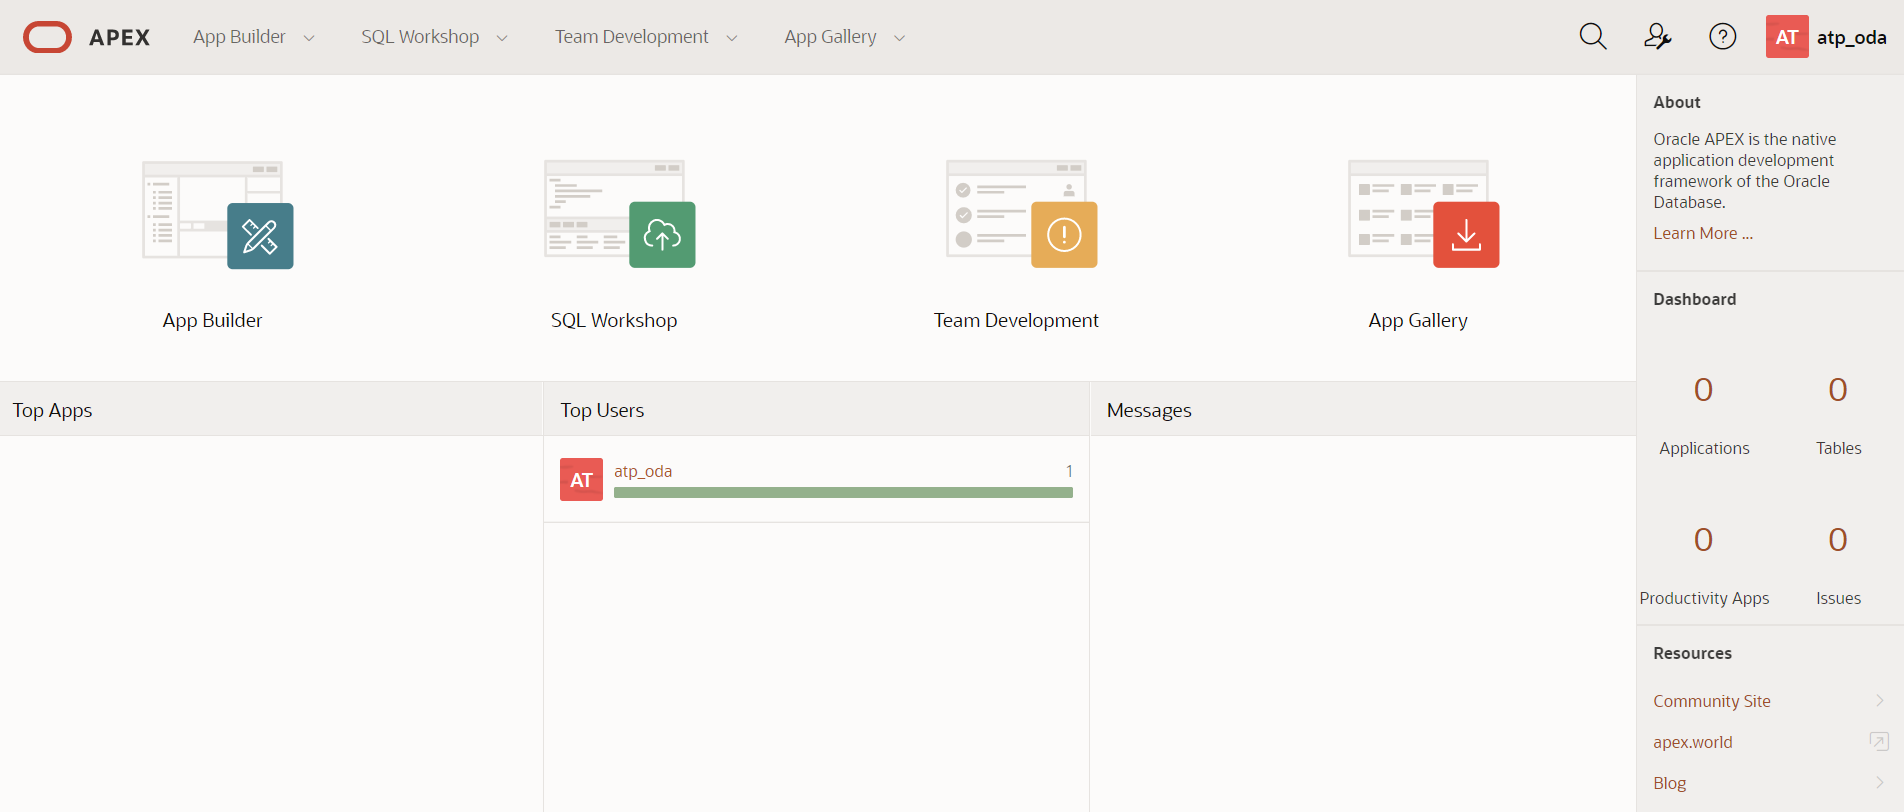 APEX
App Builder
SQL Workshop
Team Development
App Gallery
?
AT
atp_oda
App Builder
SQL Workshop
!
Team Development
App Gallery
Top Apps
Top Users
AT
atp_oda
1
Messages
About
Oracle APEX is the native
application development
framework of the Oracle
Database.
Learn More ...
Dashboard
0
Applications
0
Tables
0
Productivity Apps
0
Issues
Resources
Community Site
apex.world
Blog